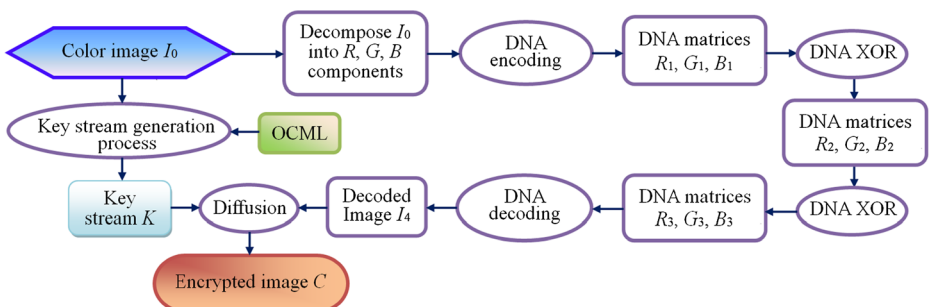 Color image I₀
Decompose I₀
into R, G, B
components
DNA
encoding
DNA matrices
R₁, G₁, B₁
DNA XOR
Key stream generation
process
OCML
DNA matrices
R₂, G₂, B₂
Key
stream K
Diffusion
Decoded
Image I₄
DNA
decoding
DNA matrices
R₃, G₃, B₃
DNA XOR
Encrypted image C